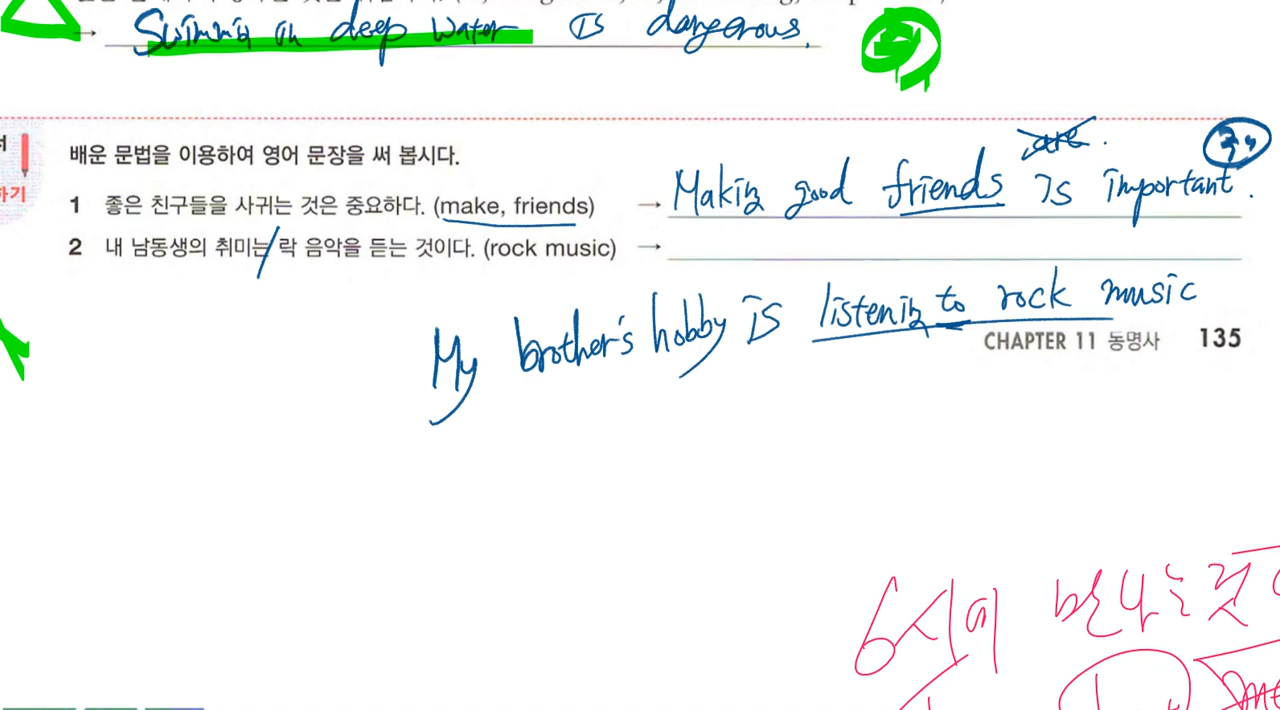 → Swimming in deep water is dangerous.
배운 문법을 이용하여 영어 문장을 써 봅시다.
하기
are.
1 좋은 친구들을 사귀는 것은 중요하다. (make, friends) → Making good friends is important.
2 내 남동생의 취미는 락 음악을 듣는 것이다. (rock music) →
My brother's hobby is listening to rock music
CHAPTER 11 동명사 135
6시에 만나는 것